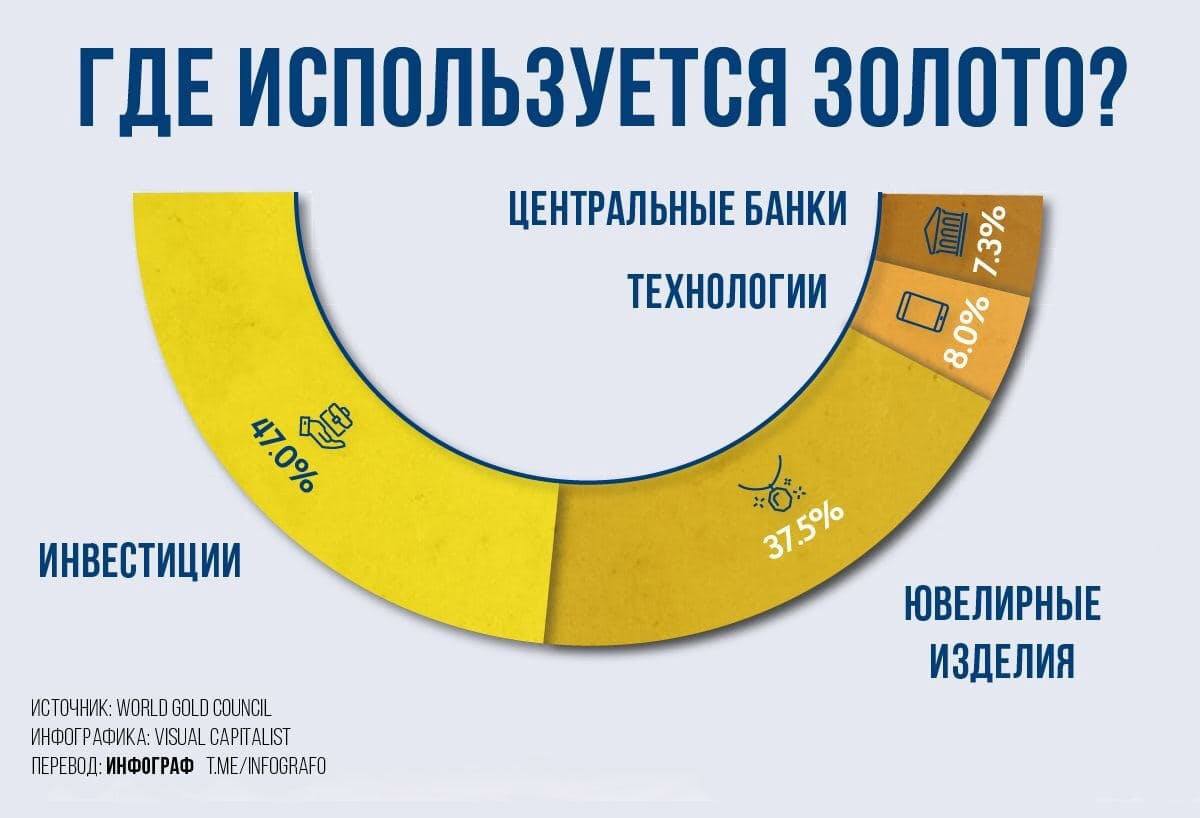 ГДЕ ИСПОЛЬЗУЕТСЯ ЗОЛОТО?
ЦЕНТРАЛЬНЫЕ БАНКИ
7.3%
ТЕХНОЛОГИИ
8.0%
47.0%
ИНВЕСТИЦИИ
37.5%
ЮВЕЛИРНЫЕ
ИЗДЕЛИЯ
ИСТОЧНИК: WORLD GOLD COUNCIL
ИНФОГРАФИКА: VISUAL CAPITALIST
ПЕРЕВОД: ИНФОГРАФ T.ME/INFOGRAFO